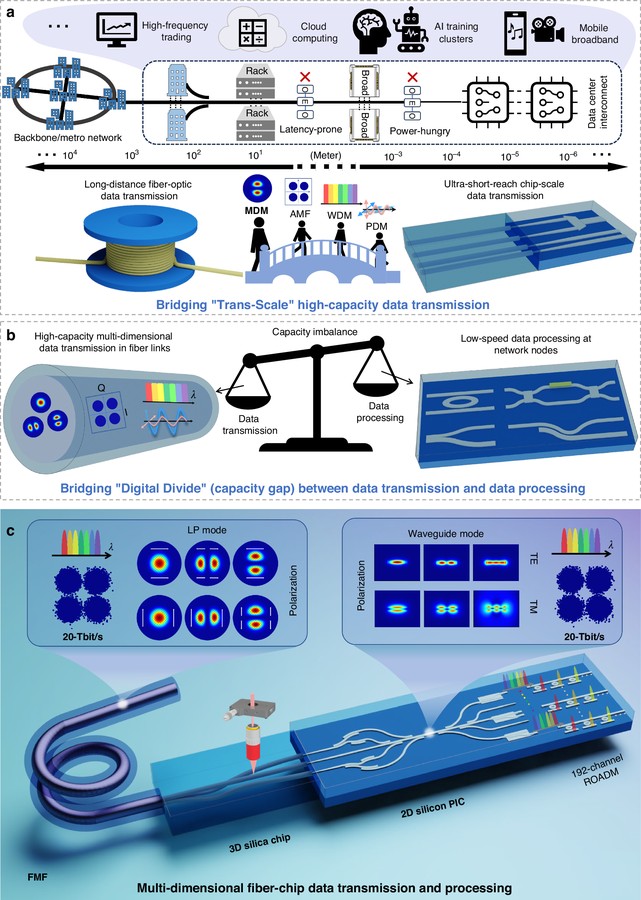 a
High-frequency
trading
Cloud
computing
AI training
clusters
Mobile
broadband
Rack
Rack
O E O
Broad
Broad
O E O
Data center
interconnect
Backbone/metro network
Latency-prone
Power-hungry
10⁴
10³
10²
10¹
(Meter)
10⁻³
10⁻⁴
10⁻⁵
10⁻⁶
Long-distance fiber-optic
data transmission
MDM
AMF
WDM
PDM
Ultra-short-reach chip-scale
data transmission
Bridging "Trans-Scale" high-capacity data transmission
b
High-capacity multi-dimensional
data transmission in fiber links
Capacity imbalance
Low-speed data processing at
network nodes
Q
I
λ
Data
transmission
Data
processing
Bridging "Digital Divide" (capacity gap) between data transmission and data processing
c
λ
20-Tbit/s
LP mode
Polarization
Waveguide mode
Polarization
TE
TM
λ
20-Tbit/s
192-channel
ROADM
2D silicon PIC
3D silica chip
FMF
Multi-dimensional fiber-chip data transmission and processing